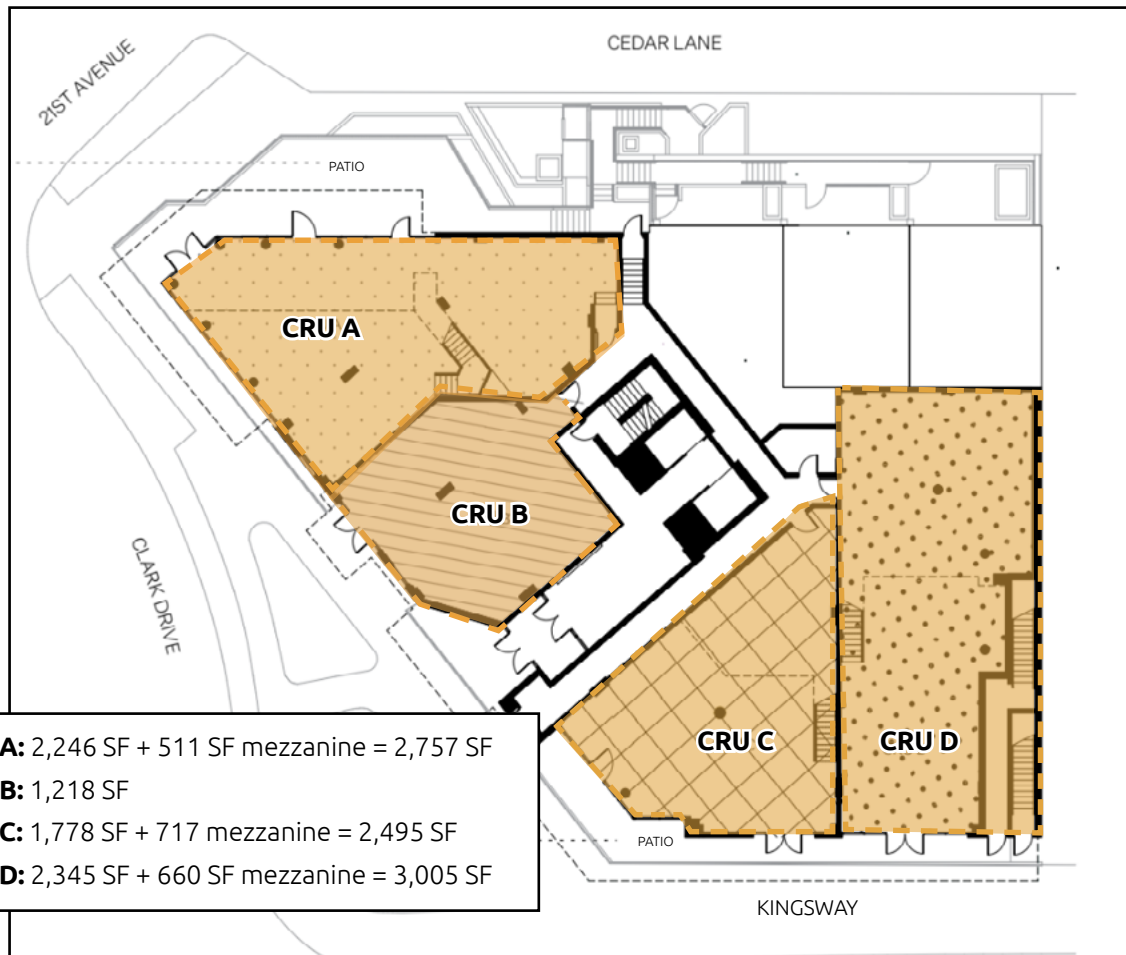 CEDAR LANE
21ST AVENUE
PATIO
CRU A
CRU B
CLARK DRIVE
CRU C
CRU D
A: 2,246 SF + 511 SF mezzanine = 2,757 SF
B: 1,218 SF
C: 1,778 SF + 717 mezzanine = 2,495 SF
D: 2,345 SF + 660 SF mezzanine = 3,005 SF
PATIO
KINGSWAY